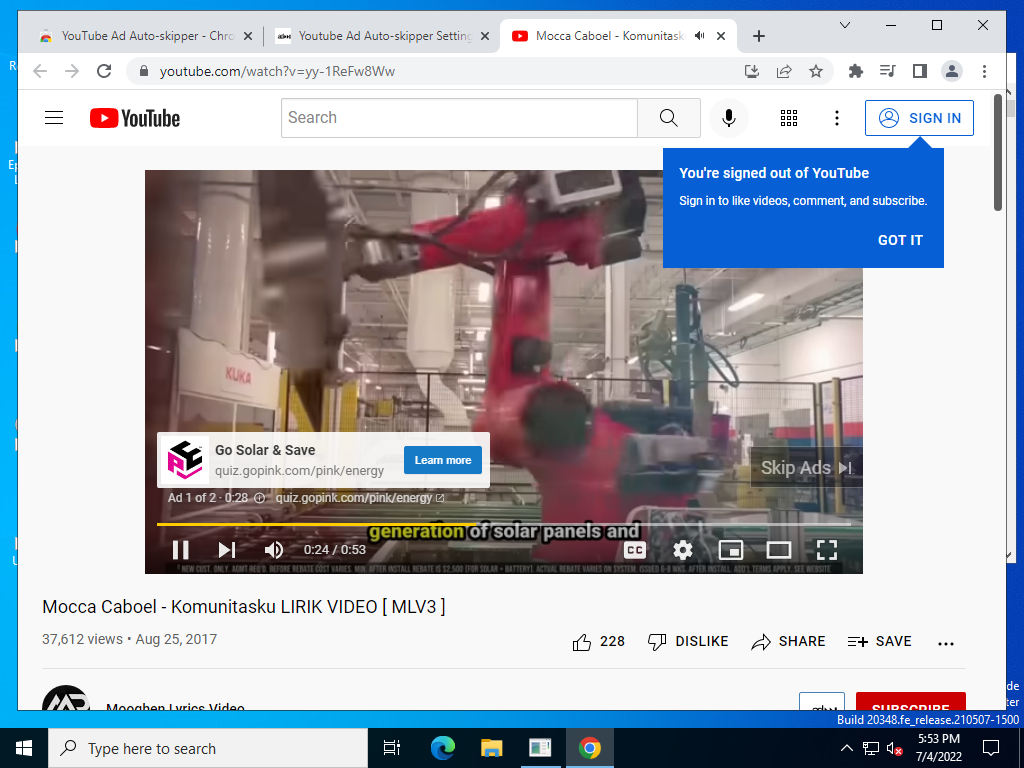 YouTube Ad Auto-skipper - Chro
Youtube Ad Auto-skipper Setting
Mocca Caboel - Komunitask
youtube.com/watch?v=yy-1ReFw8Ww
YouTube
Search
SIGN IN
You're signed out of YouTube
Sign in to like videos, comment, and subscribe.
GOT IT
KUKA
Go Solar & Save
quiz.gopink.com/pink/energy
Learn more
Skip Ads
Ad 1 of 2 · 0:28
quiz.gopink.com/pink/energy
generation of solar panels and
0:24 / 0:53
CC
¹ NEW CUST. ONLY. ADMT REQ'D. BEFORE REBATE COST VARIES. MIN. AFTER INSTALL REBATE IS $2,500 (FOR SOLAR + BATTERY). ACTUAL REBATE VARIES ON SYSTEM. ISSUED 6-8 WKS. AFTER INSTALL. ADD'L TERMS APPLY. SEE WEBSITE
Mocca Caboel - Komunitasku LIRIK VIDEO [ MLV3 ]
37,612 views • Aug 25, 2017
228
DISLIKE
SHARE
SAVE
Mooghen Lyrics Video
SUBSCRIBE
Build 20348.fe_release.210507-1500
Type here to search
5:53 PM
7/4/2022